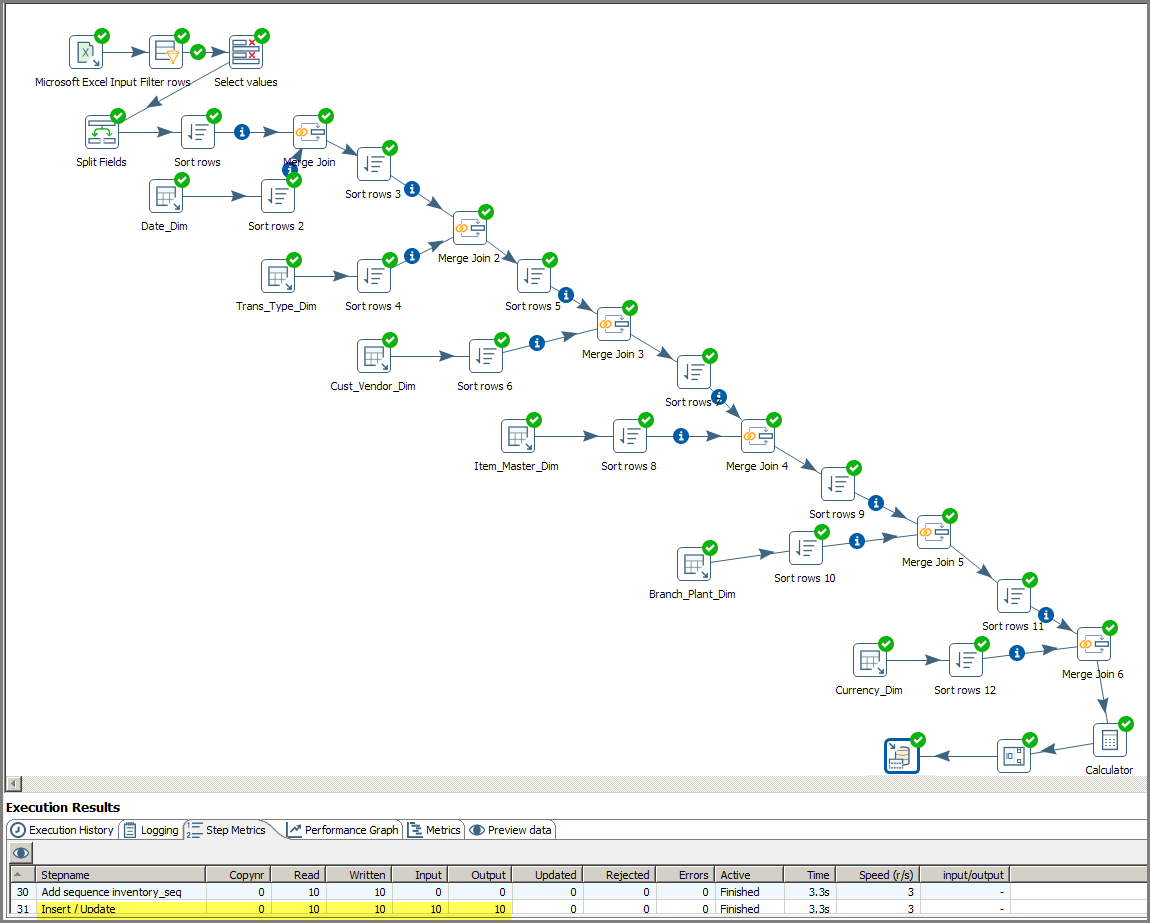 Microsoft Excel Input Filter rows Select values
Split Fields Sort rows Merge Join
Sort rows 3
Date_Dim Sort rows 2
Merge Join 2
Trans_Type_Dim Sort rows 4 Sort rows 5
Merge Join 3
Cust_Vendor_Dim Sort rows 6
Sort rows 7
Item_Master_Dim Sort rows 8 Merge Join 4
Sort rows 9
Merge Join 5
Sort rows 10
Branch_Plant_Dim
Sort rows 11
Merge Join 6
Currency_Dim Sort rows 12
Calculator
Execution Results
Execution History Logging Step Metrics Performance Graph Metrics Preview data
Stepname Copynr Read Written Input Output Updated Rejected Errors Active Time Speed (r/s) input/output
30 Add sequence inventory_seq 0 10 10 0 0 0 0 0 Finished 3.3s 3 -
31 Insert / Update 0 10 10 10 10 0 0 0 Finished 3.3s 3 -